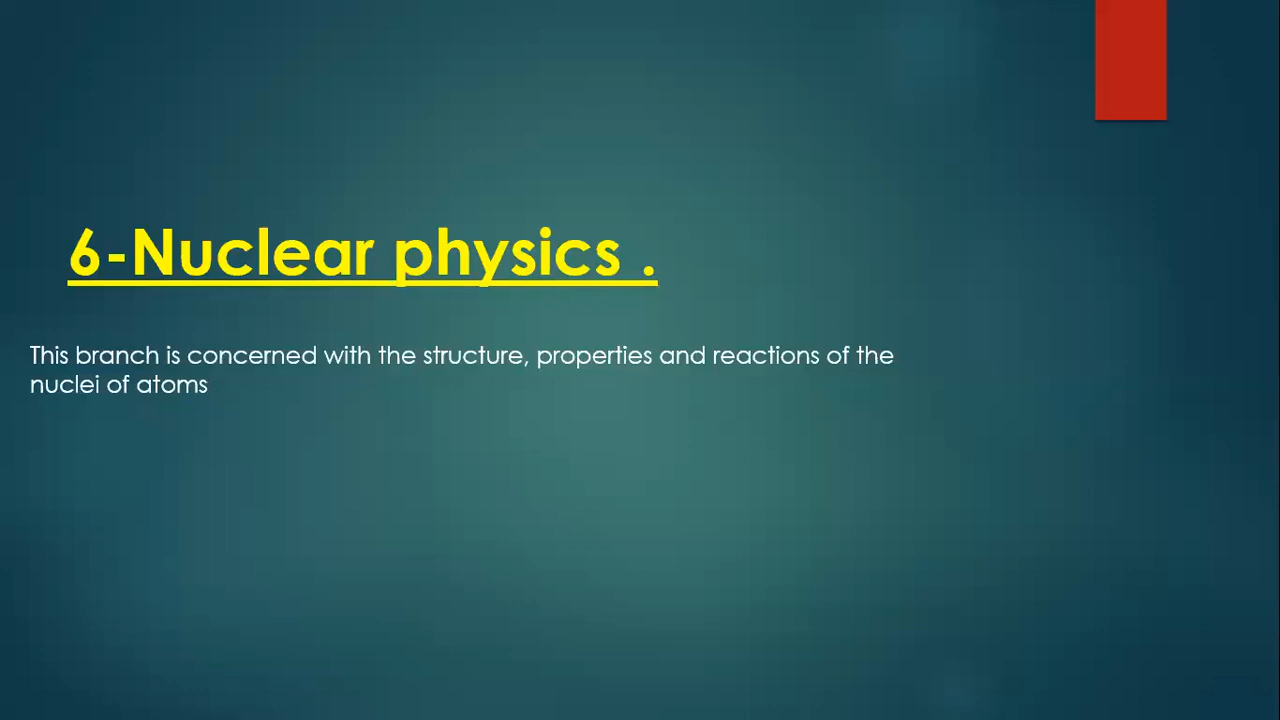 6-Nuclear physics .
This branch is concerned with the structure, properties and reactions of the
nuclei of atoms